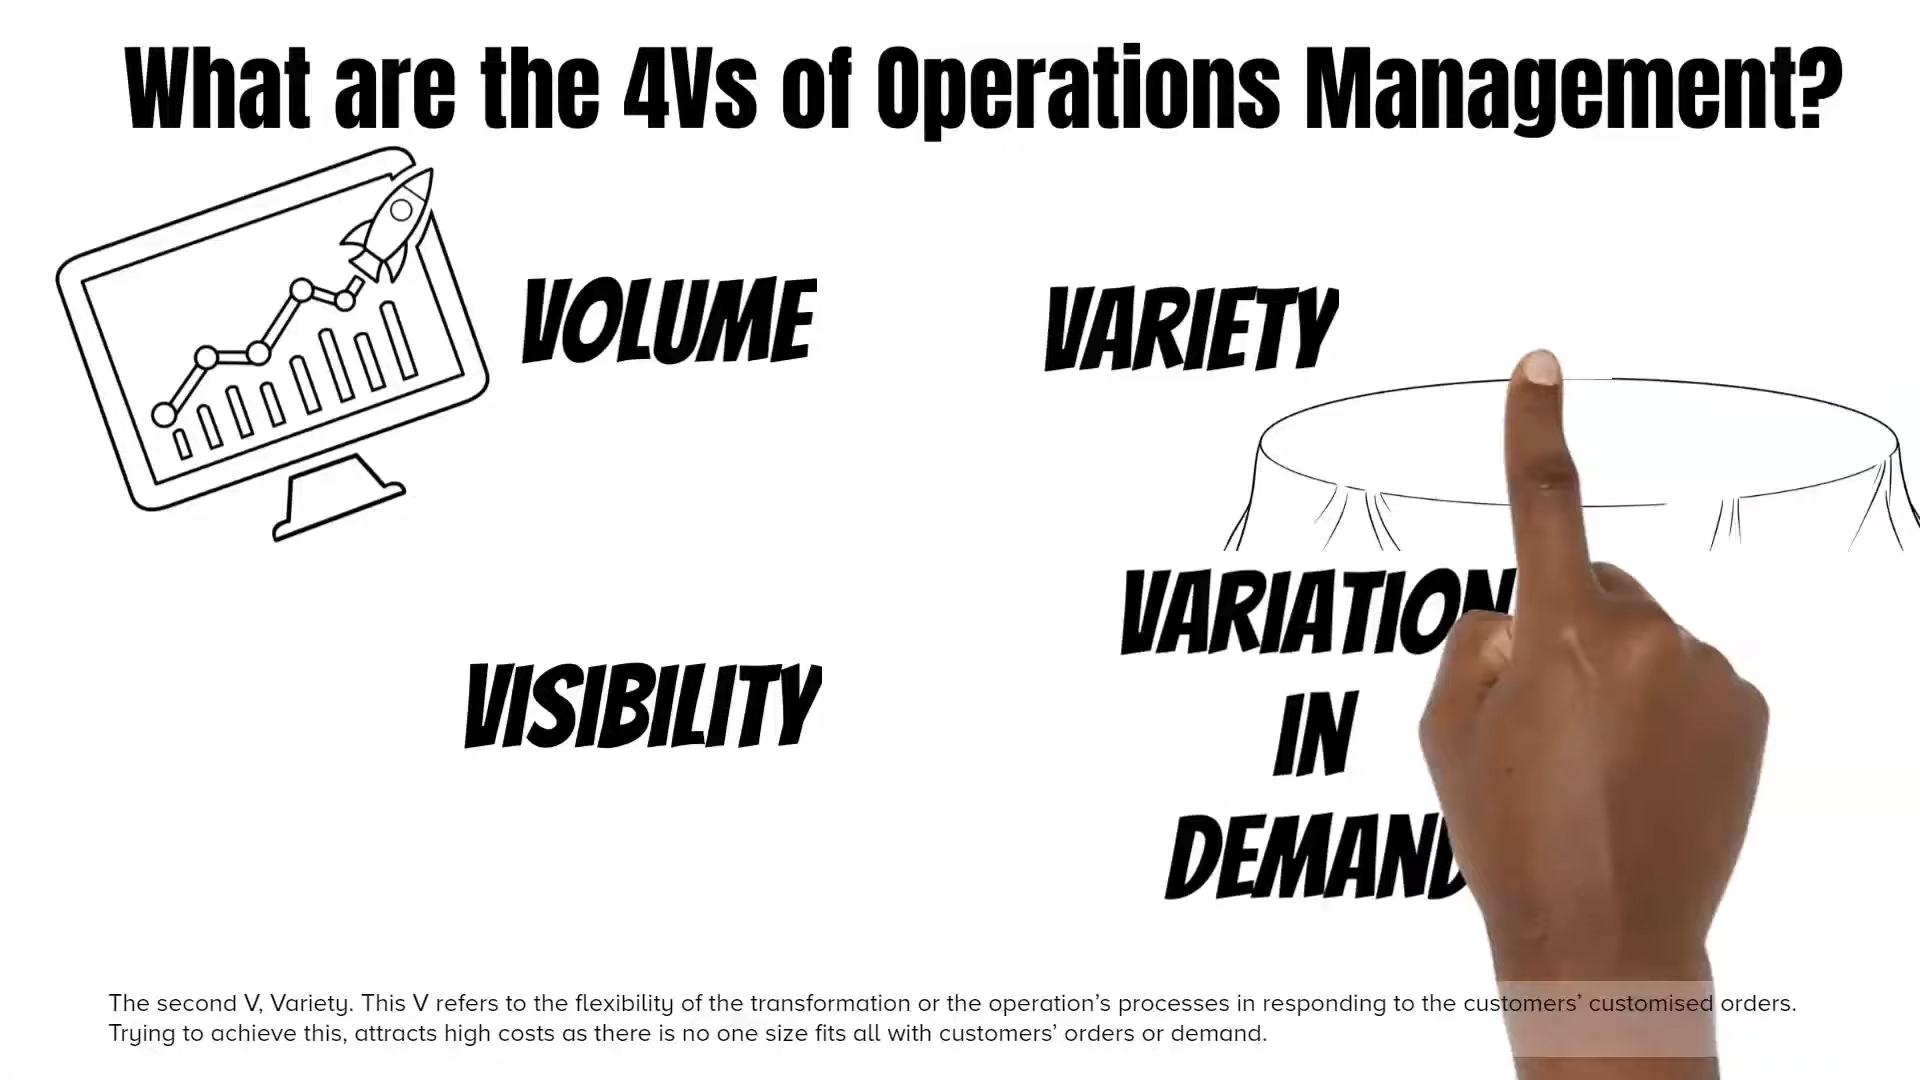 What are the 4Vs of Operations Management?
VOLUME
VARIETY
VARIATION
IN
DEMAND
VISIBILITY
The second V, Variety. This V refers to the flexibility of the transformation or the operation's processes in responding to the customers' customised orders.
Trying to achieve this, attracts high costs as there is no one size fits all with customers' orders or demand.